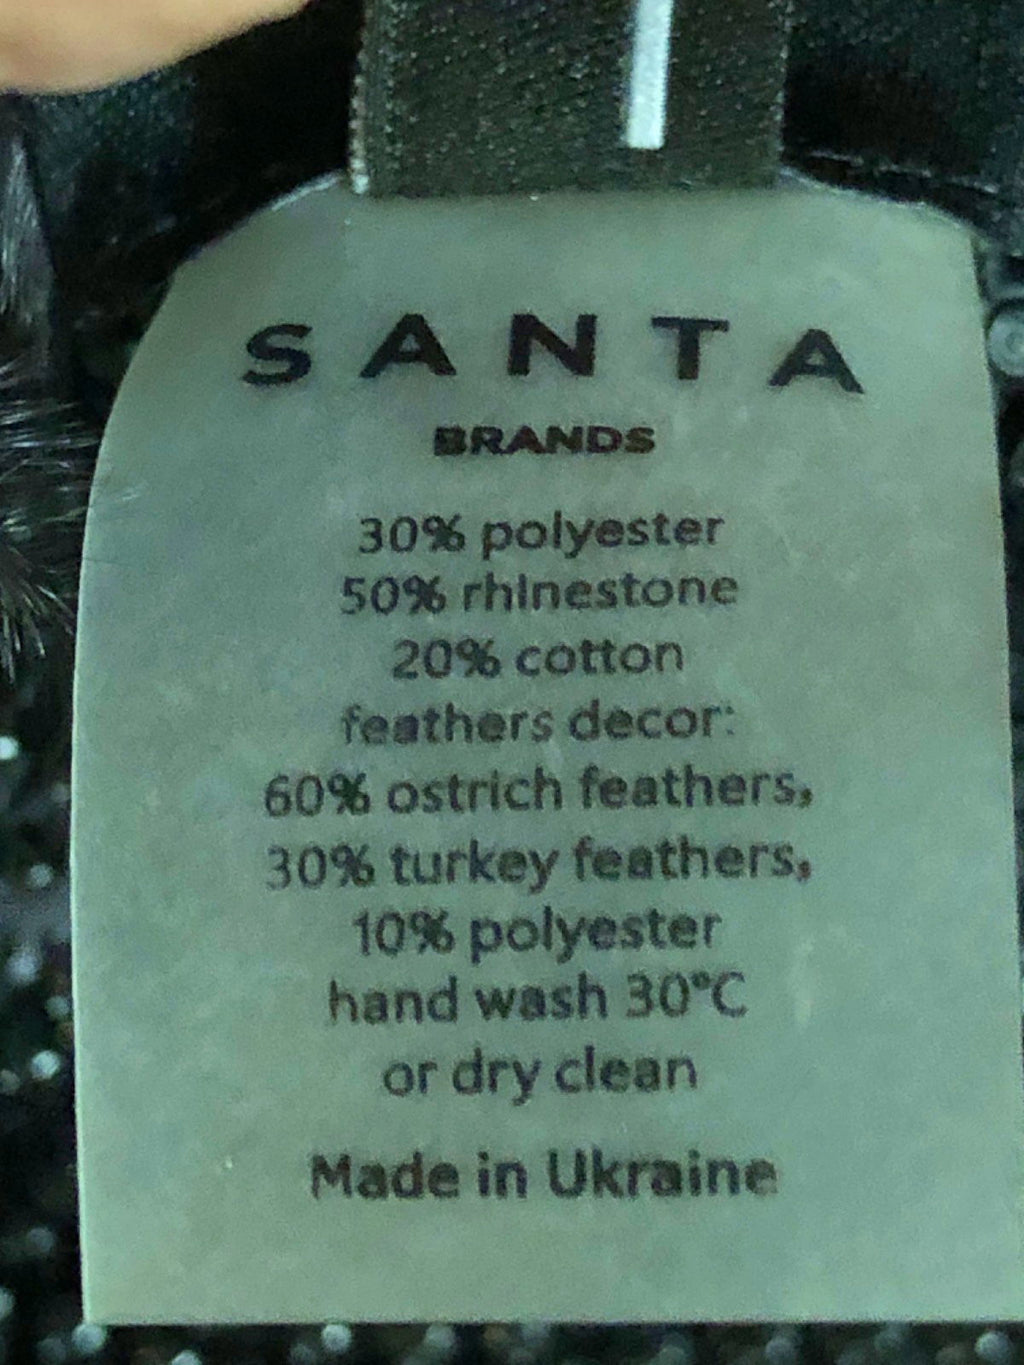 SANTA
BRANDS
30% polyester
50% rhinestone
20% cotton
feathers decor:
60% ostrich feathers,
30% turkey feathers,
10% polyester
hand wash 30°C
or dry clean
Made in Ukraine